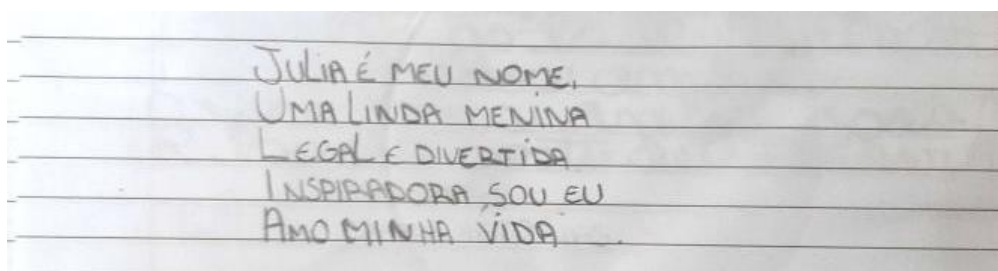 JULIA É MEU NOME,
UMA LINDA MENINA
LEGAL E DIVERTIDA
INSPIRADORA SOU EU
AMO MINHA VIDA.